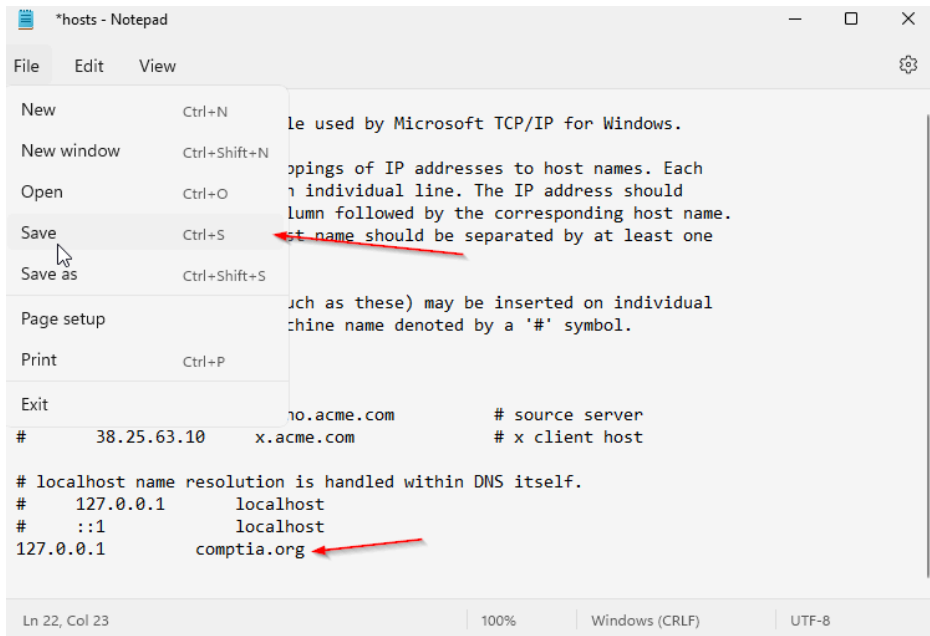 *hosts - Notepad
File Edit View
New Ctrl+N
New window Ctrl+Shift+N
Open Ctrl+O
Save Ctrl+S
Save as Ctrl+Shift+S
Page setup
Print Ctrl+P
Exit
le used by Microsoft TCP/IP for Windows.
ppings of IP addresses to host names. Each
n individual line. The IP address should
lumn followed by the corresponding host name.
st name should be separated by at least one
uch as these) may be inserted on individual
chine name denoted by a '#' symbol.
no.acme.com # source server
# 38.25.63.10 x.acme.com # x client host
# localhost name resolution is handled within DNS itself.
# 127.0.0.1 localhost
# ::1 localhost
127.0.0.1 comptia.org
Ln 22, Col 23 100% Windows (CRLF) UTF-8